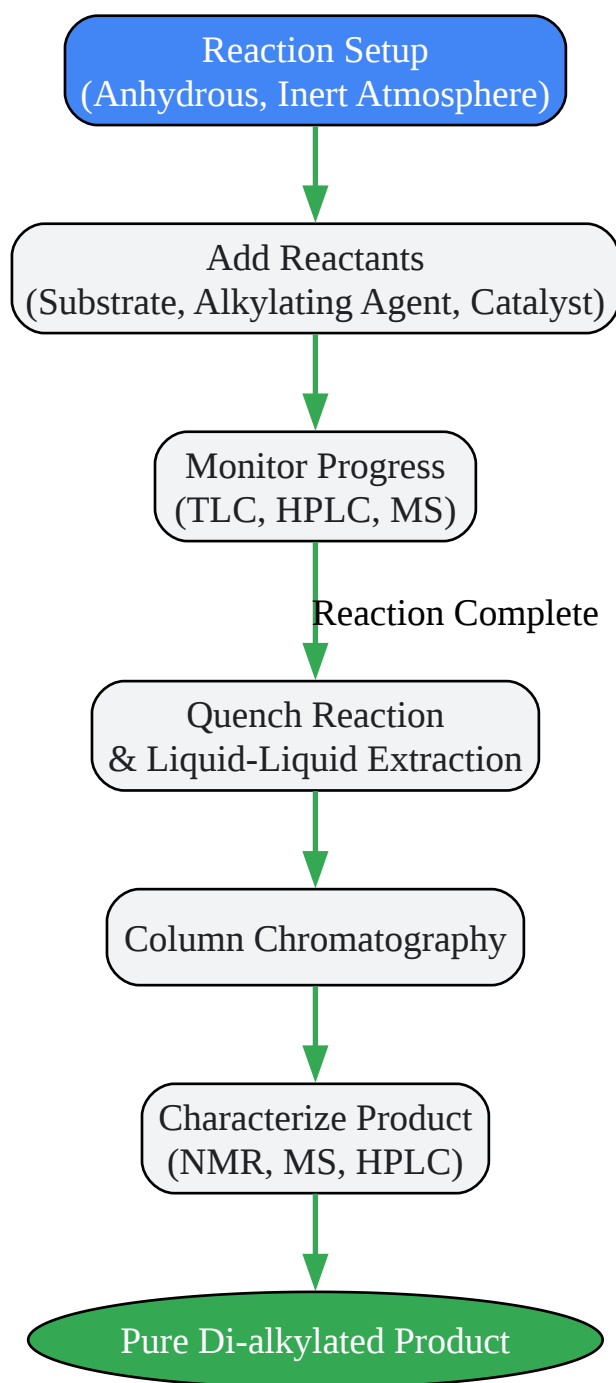 Reaction Setup
(Anhydrous, Inert Atmosphere)
Add Reactants
(Substrate, Alkylating Agent, Catalyst)
Monitor Progress
(TLC, HPLC, MS)
Reaction Complete
Quench Reaction
& Liquid-Liquid Extraction
Column Chromatography
Characterize Product
(NMR, MS, HPLC)
Pure Di-alkylated Product